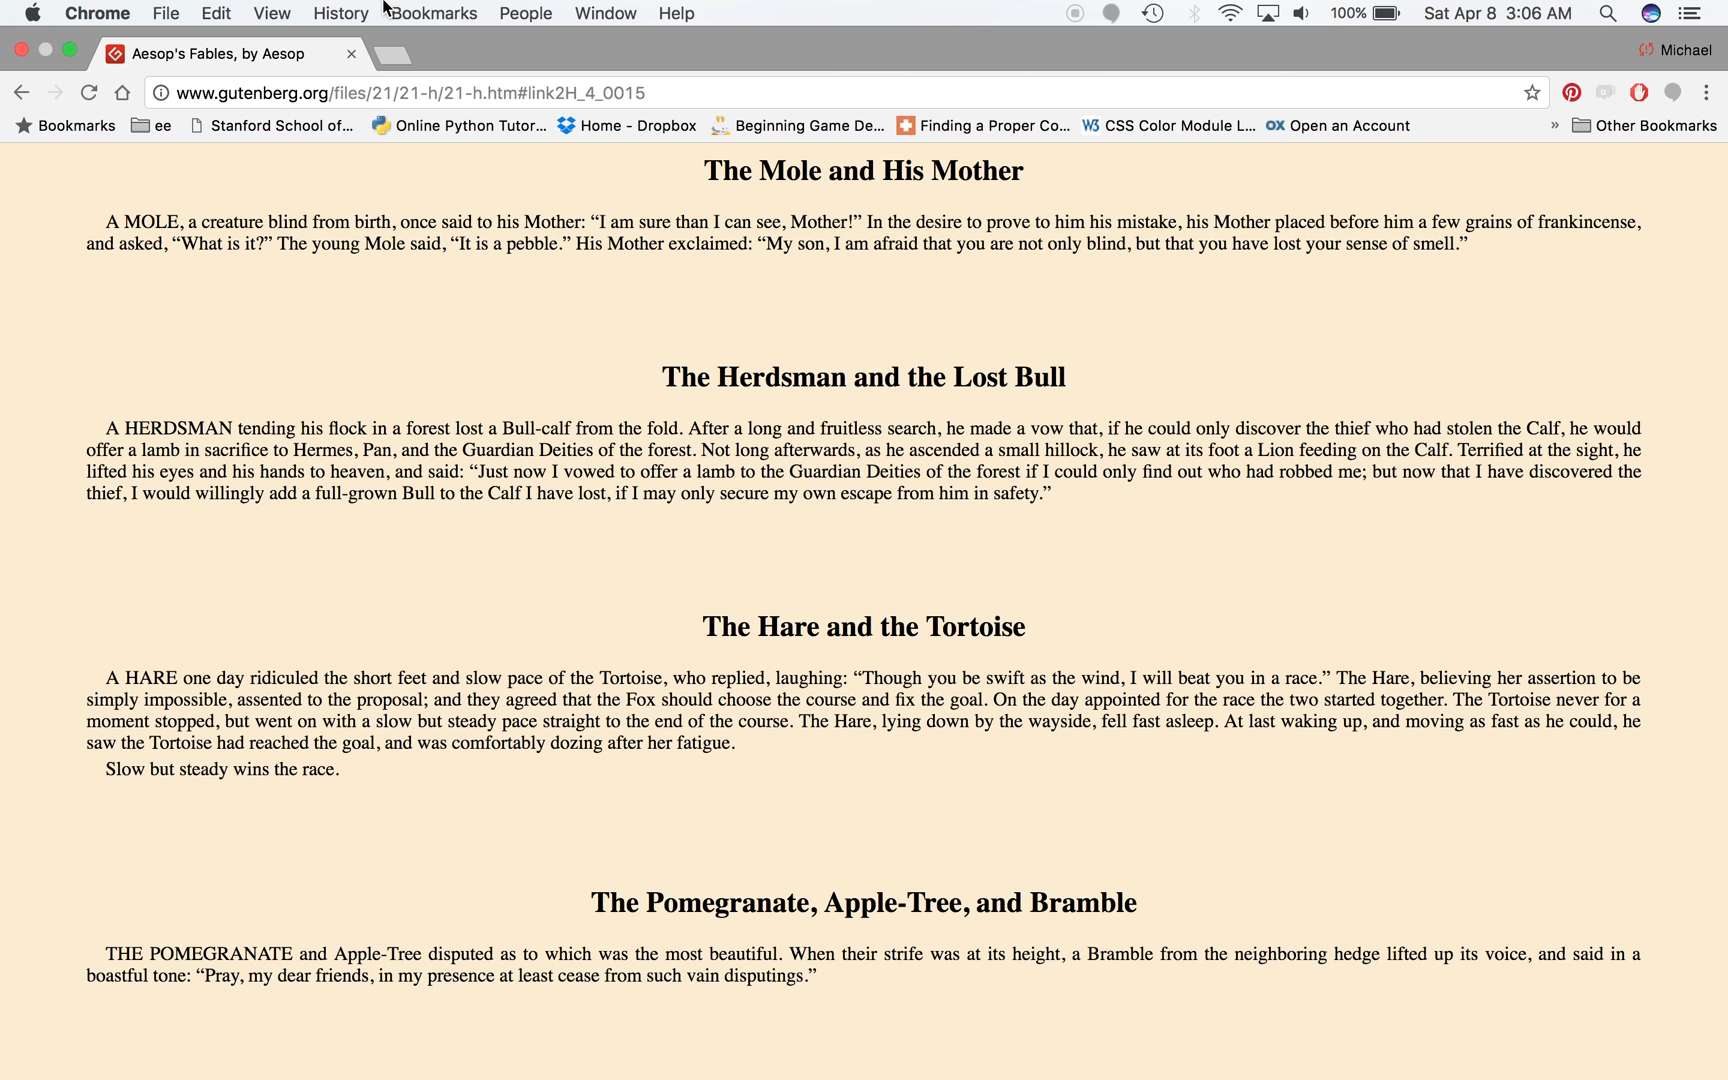 Chrome File Edit View History Bookmarks People Window Help 100% Sat Apr 8 3:06 AM
Aesop's Fables, by Aesop Michael
www.gutenberg.org/files/21/21-h/21-h.htm#link2H_4_0015
Bookmarks ee Stanford School of... Online Python Tutor... Home - Dropbox Beginning Game De... Finding a Proper Co... W3 CSS Color Module L... OX Open an Account » Other Bookmarks
The Mole and His Mother
A MOLE, a creature blind from birth, once said to his Mother: “I am sure than I can see, Mother!” In the desire to prove to him his mistake, his Mother placed before him a few grains of frankincense,
and asked, “What is it?” The young Mole said, “It is a pebble.” His Mother exclaimed: “My son, I am afraid that you are not only blind, but that you have lost your sense of smell.”
The Herdsman and the Lost Bull
A HERDSMAN tending his flock in a forest lost a Bull-calf from the fold. After a long and fruitless search, he made a vow that, if he could only discover the thief who had stolen the Calf, he would
offer a lamb in sacrifice to Hermes, Pan, and the Guardian Deities of the forest. Not long afterwards, as he ascended a small hillock, he saw at its foot a Lion feeding on the Calf. Terrified at the sight, he
lifted his eyes and his hands to heaven, and said: “Just now I vowed to offer a lamb to the Guardian Deities of the forest if I could only find out who had robbed me; but now that I have discovered the
thief, I would willingly add a full-grown Bull to the Calf I have lost, if I may only secure my own escape from him in safety.”
The Hare and the Tortoise
A HARE one day ridiculed the short feet and slow pace of the Tortoise, who replied, laughing: “Though you be swift as the wind, I will beat you in a race.” The Hare, believing her assertion to be
simply impossible, assented to the proposal; and they agreed that the Fox should choose the course and fix the goal. On the day appointed for the race the two started together. The Tortoise never for a
moment stopped, but went on with a slow but steady pace straight to the end of the course. The Hare, lying down by the wayside, fell fast asleep. At last waking up, and moving as fast as he could, he
saw the Tortoise had reached the goal, and was comfortably dozing after her fatigue.
Slow but steady wins the race.
The Pomegranate, Apple-Tree, and Bramble
THE POMEGRANATE and Apple-Tree disputed as to which was the most beautiful. When their strife was at its height, a Bramble from the neighboring hedge lifted up its voice, and said in a
boastful tone: “Pray, my dear friends, in my presence at least cease from such vain disputings.”